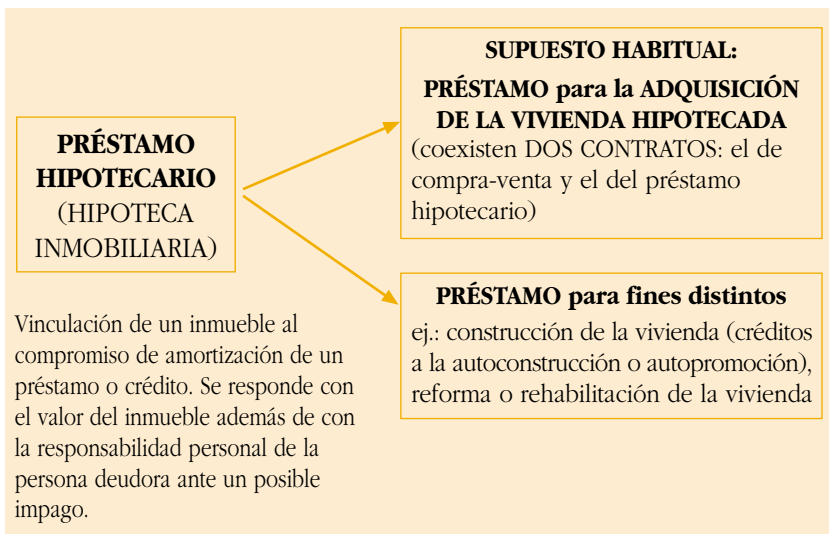 PRÉSTAMO
HIPOTECARIO
(HIPOTECA
INMOBILIARIA)
Vinculación de un inmueble al
compromiso de amortización de un
préstamo o crédito. Se responde con
el valor del inmueble además de con
la responsabilidad personal de la
persona deudora ante un posible
impago.
SUPUESTO HABITUAL:
PRÉSTAMO para la ADQUISICIÓN
DE LA VIVIENDA HIPOTECADA
(coexisten DOS CONTRATOS: el de
compra-venta y el del préstamo
hipotecario)
PRÉSTAMO para fines distintos
ej.: construcción de la vivienda (créditos
a la autoconstrucción o autopromoción),
reforma o rehabilitación de la vivienda